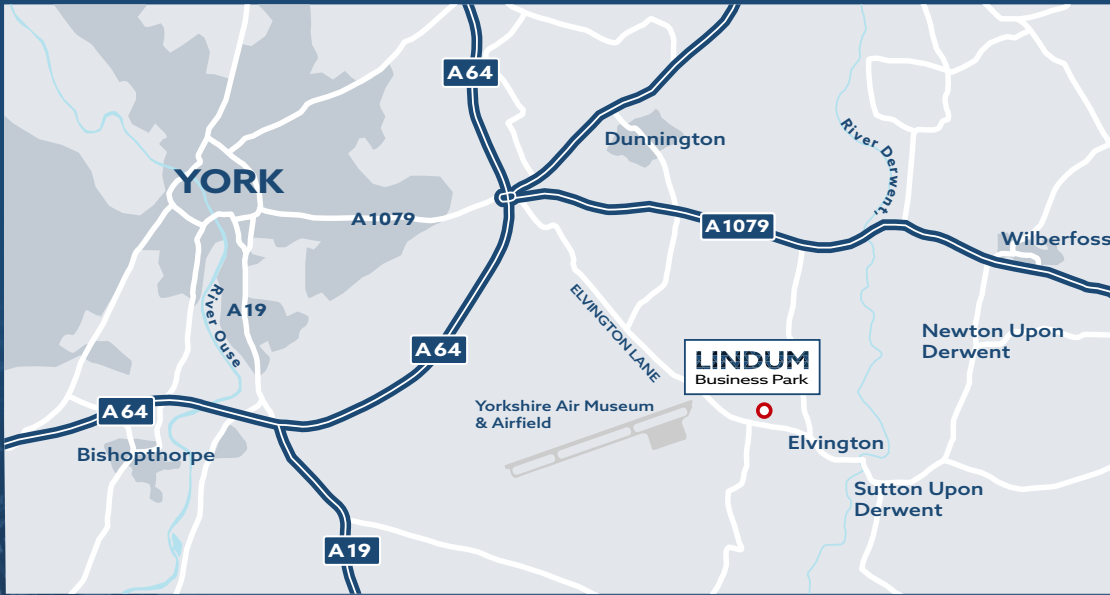 A64
Dunnington
River Derwent
YORK
A1079
A1079
Wilberfoss
A19
River Ouse
ELVINGTON LANE
A64
Newton Upon
Derwent
LINDUM
Business Park
A64
Yorkshire Air Museum
& Airfield
Bishopthorpe
Elvington
Sutton Upon
Derwent
A19